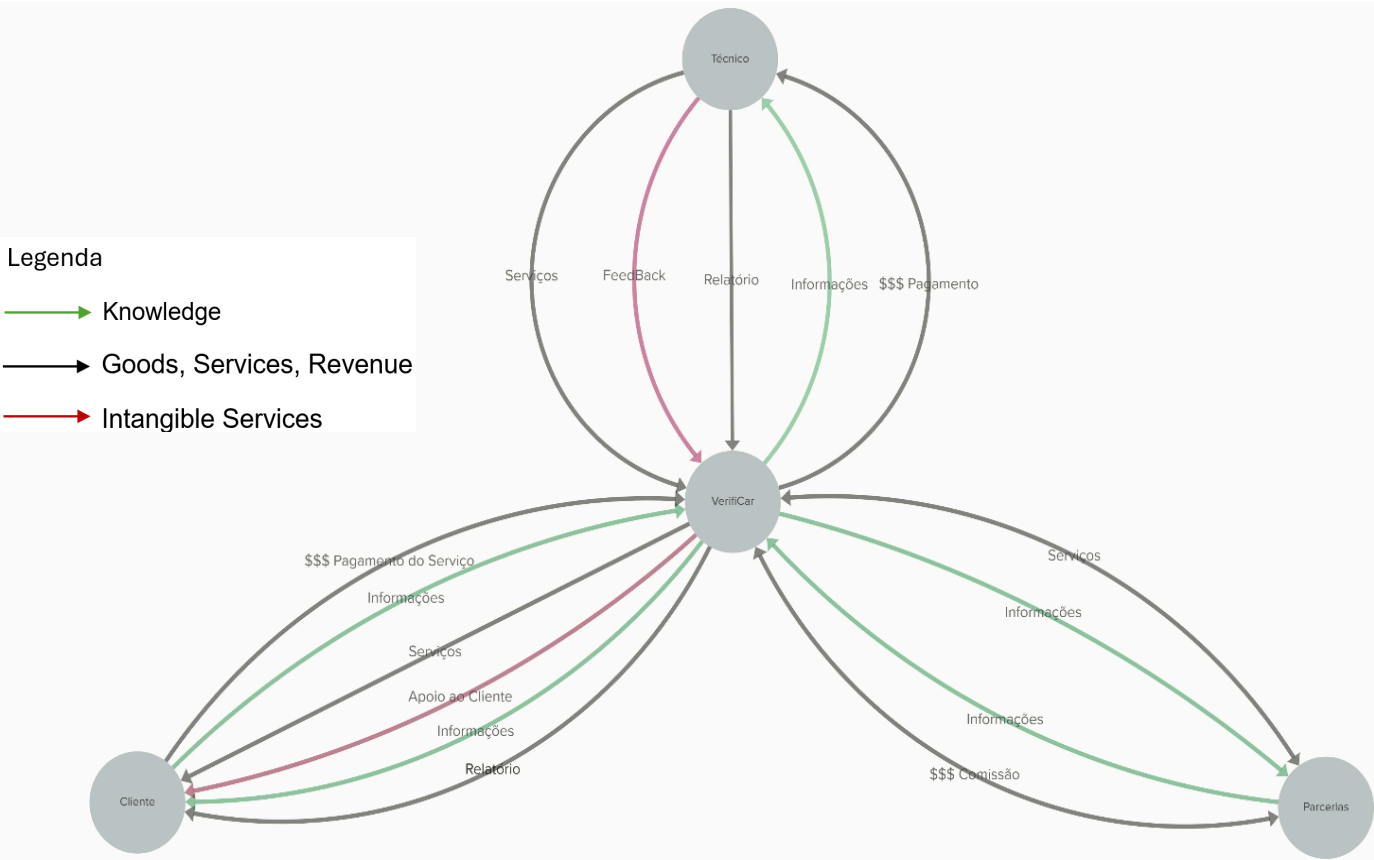 Técnico
Legenda
Knowledge
Goods, Services, Revenue
Intangible Services
Serviços
FeedBack
Relatório
Informações
$$$ Pagamento
VerifiCar
$$$ Pagamento do Serviço
Informações
Serviços
Apoio ao Cliente
Informações
Relatório
Serviços
Informações
Informações
$$$ Comissão
Cliente
Parcerias